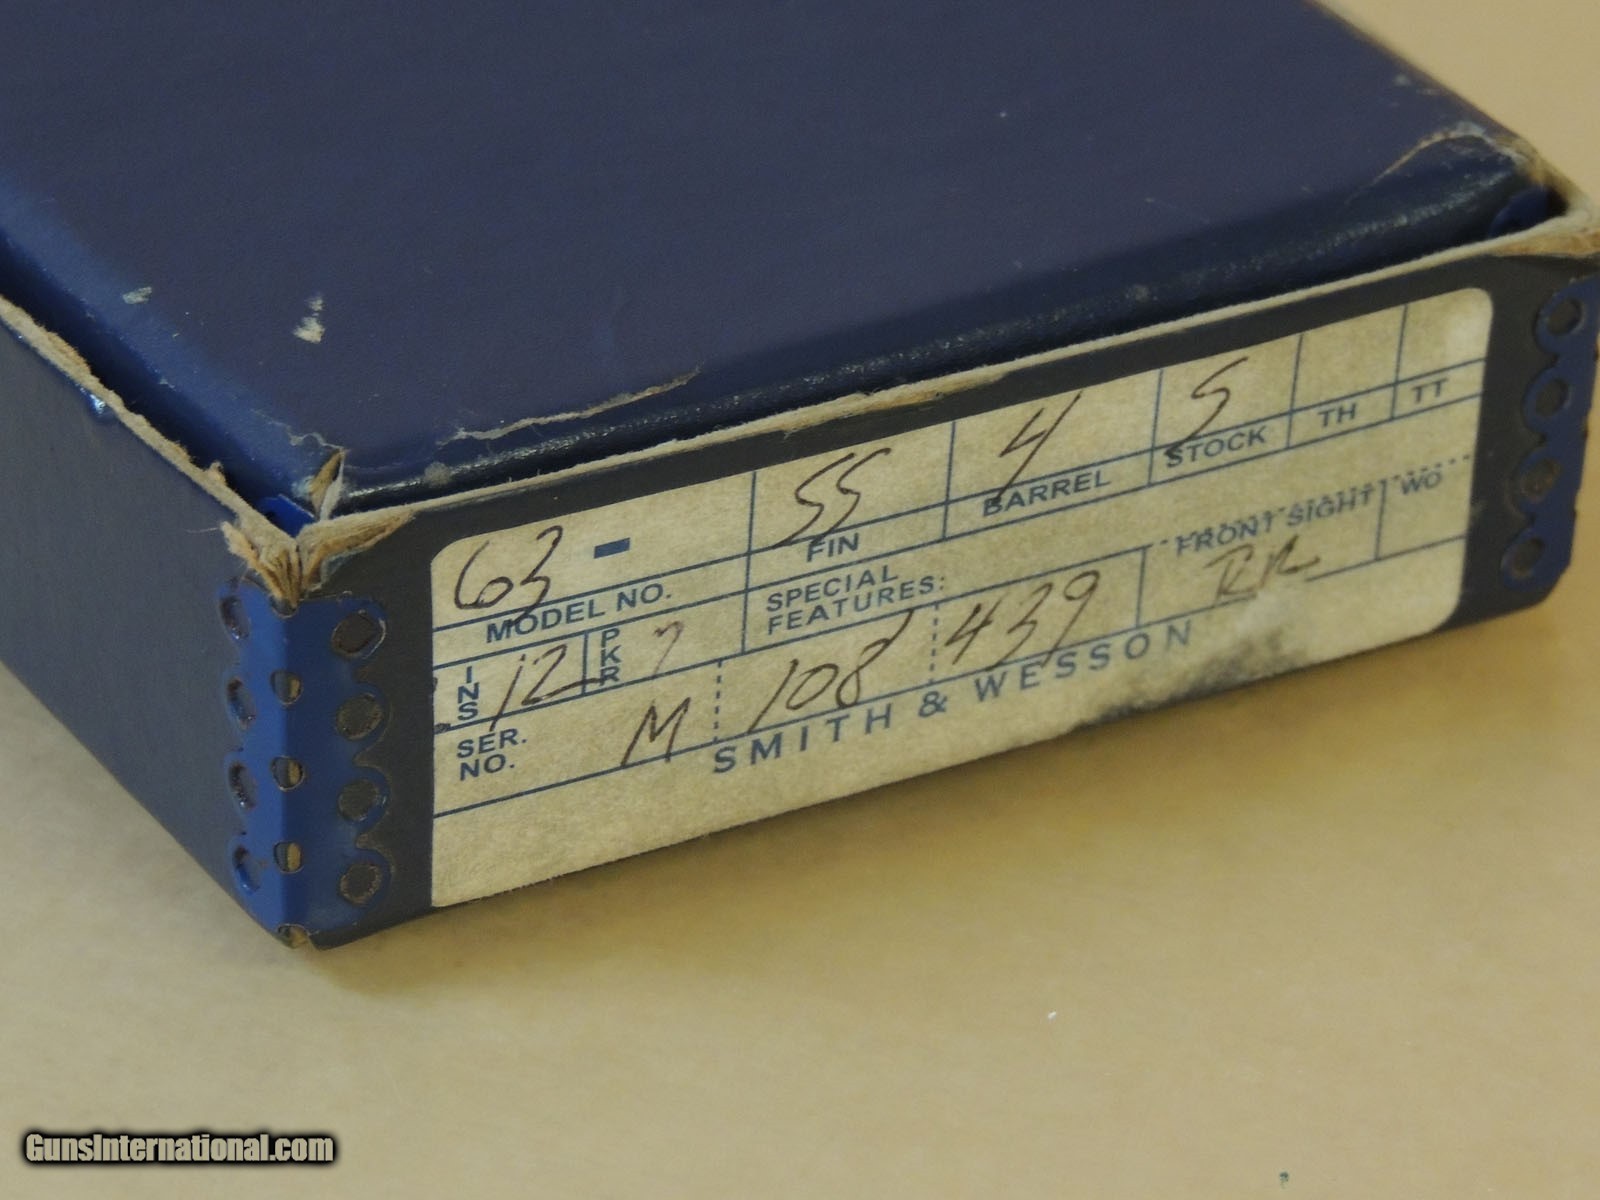 63 - SS 4 S
MODEL NO. FIN BARREL STOCK TH TT
INS 12 PKR 7 SPECIAL FEATURES: FRONT SIGHT RR WO
SER. NO. M 108 439
SMITH & WESSON
GunsInternational.com